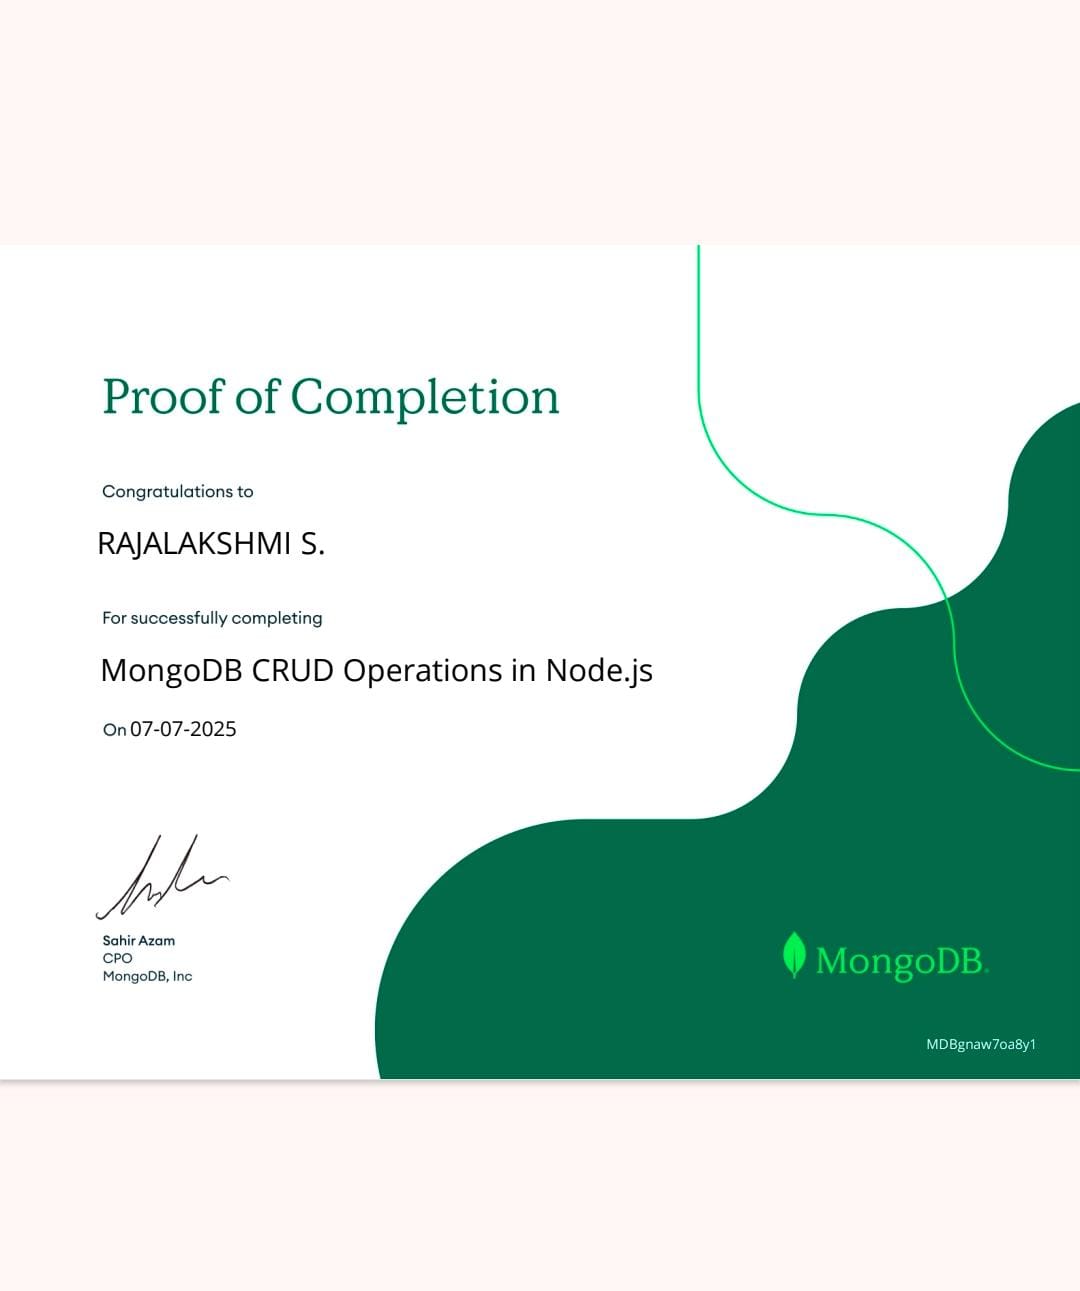 Proof of Completion
Congratulations to
RAJALAKSHMI S.
For successfully completing
MongoDB CRUD Operations in Node.js
On 07-07-2025
Sahir Azam
CPO
MongoDB, Inc
MongoDB.
MDBgnaw7oa8y1